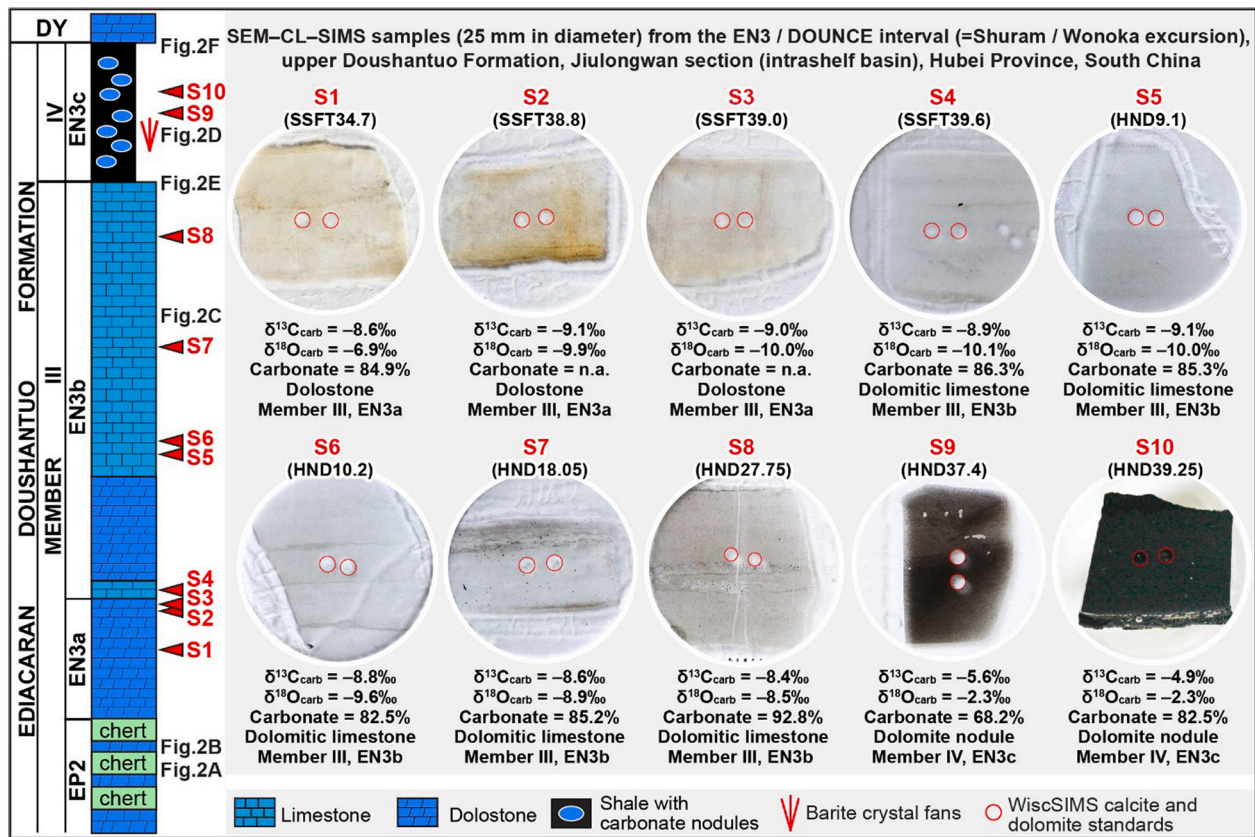 DY
EDIACARAN DOUSHANTUO FORMATION
MEMBER III
IV
EN3c
EN3b
EN3a
EP2
chert
chert
chert
Fig.2F
S10
S9
Fig.2D
Fig.2E
S8
Fig.2C
S7
S6
S5
S4
S3
S2
S1
Fig.2B
Fig.2A
SEM–CL–SIMS samples (25 mm in diameter) from the EN3 / DOUNCE interval (=Shuram / Wonoka excursion),
upper Doushantuo Formation, Jiulongwan section (intrashelf basin), Hubei Province, South China
S1
(SSFT34.7)
δ¹³Ccarb = –8.6‰
δ¹⁸Ocarb = –6.9‰
Carbonate = 84.9%
Dolostone
Member III, EN3a
S2
(SSFT38.8)
δ¹³Ccarb = –9.1‰
δ¹⁸Ocarb = –9.9‰
Carbonate = n.a.
Dolostone
Member III, EN3a
S3
(SSFT39.0)
δ¹³Ccarb = –9.0‰
δ¹⁸Ocarb = –10.0‰
Carbonate = n.a.
Dolostone
Member III, EN3a
S4
(SSFT39.6)
δ¹³Ccarb = –8.9‰
δ¹⁸Ocarb = –10.1‰
Carbonate = 86.3%
Dolomitic limestone
Member III, EN3b
S5
(HND9.1)
δ¹³Ccarb = –9.1‰
δ¹⁸Ocarb = –10.0‰
Carbonate = 85.3%
Dolomitic limestone
Member III, EN3b
S6
(HND10.2)
δ¹³Ccarb = –8.8‰
δ¹⁸Ocarb = –9.6‰
Carbonate = 82.5%
Dolomitic limestone
Member III, EN3b
S7
(HND18.05)
δ¹³Ccarb = –8.6‰
δ¹⁸Ocarb = –8.9‰
Carbonate = 85.2%
Dolomitic limestone
Member III, EN3b
S8
(HND27.75)
δ¹³Ccarb = –8.4‰
δ¹⁸Ocarb = –8.5‰
Carbonate = 92.8%
Dolomitic limestone
Member III, EN3b
S9
(HND37.4)
δ¹³Ccarb = –5.6‰
δ¹⁸Ocarb = –2.3‰
Carbonate = 68.2%
Dolomite nodule
Member IV, EN3c
S10
(HND39.25)
δ¹³Ccarb = –4.9‰
δ¹⁸Ocarb = –2.3‰
Carbonate = 82.5%
Dolomite nodule
Member IV, EN3c
Limestone
Dolostone
Shale with
carbonate nodules
Barite crystal fans
WiscSIMS calcite and
dolomite standards